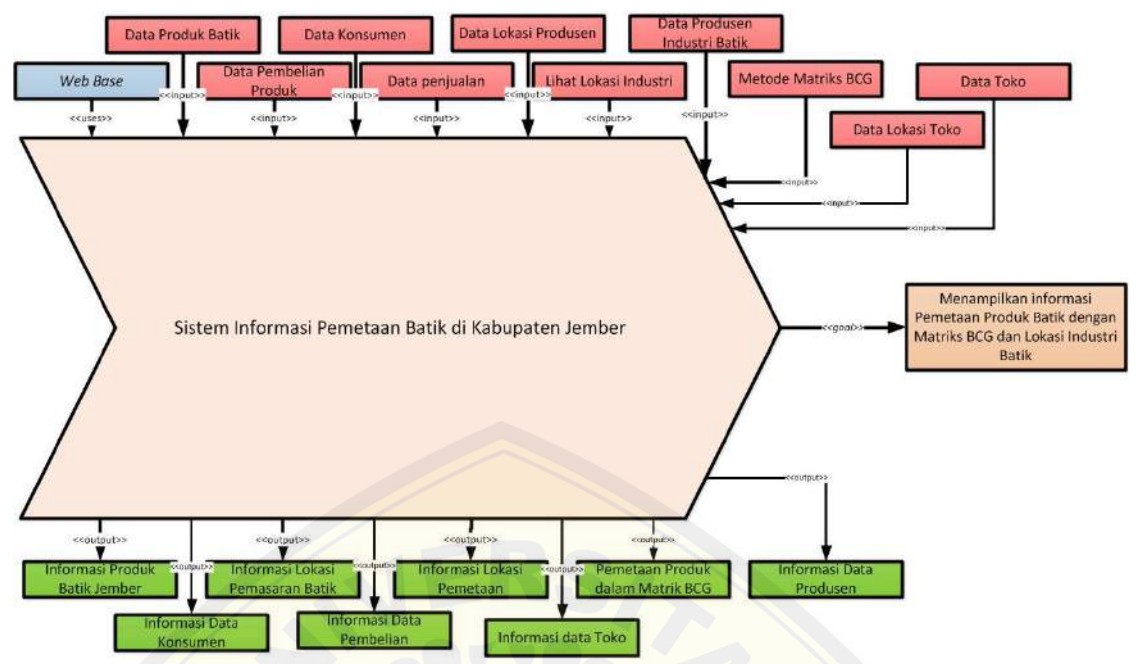 Data Produk Batik
Data Konsumen
Data Lokasi Produsen
Data Produsen
Industri Batik
Web Base
Data Pembelian
Produk
Data penjualan
Lihat Lokasi Industri
Metode Matriks BCG
Data Toko
Data Lokasi Toko
<<uses>>
<<input>>
<<input>>
<<input>>
<<input>>
<<input>>
<<input>>
<<input>>
<<input>>
<<input>>
<<input>>
Sistem Informasi Pemetaan Batik di Kabupaten Jember
<<goal>>
Menampilkan informasi
Pemetaan Produk Batik dengan
Matriks BCG dan Lokasi Industri
Batik
<<output>>
<<output>>
<<output>>
<<output>>
<<output>>
<<output>>
<<output>>
<<output>>
Informasi Produk
Batik Jember
Informasi Lokasi
Pemasaran Batik
Informasi Lokasi
Pemetaan
Pemetaan Produk
dalam Matrik BCG
Informasi Data
Produsen
Informasi Data
Konsumen
Informasi Data
Pembelian
Informasi data Toko